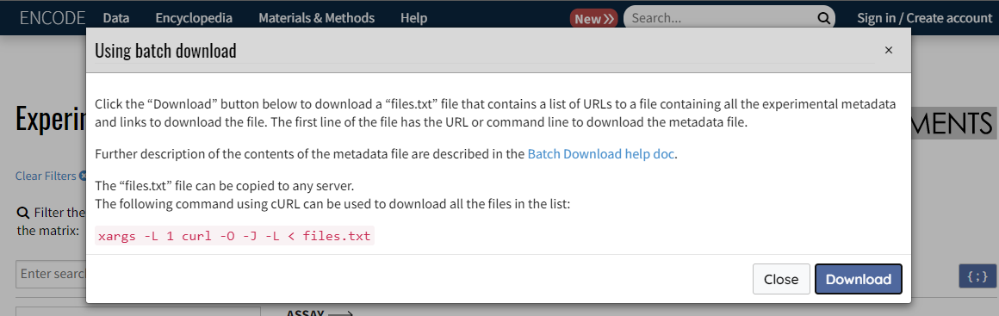 ENCODE Data Encyclopedia Materials & Methods Help New Search... Sign in / Create account
Using batch download ×
Click the “Download” button below to download a “files.txt” file that contains a list of URLs to a file containing all the experimental metadata
and links to download the file. The first line of the file has the URL or command line to download the metadata file.
Further description of the contents of the metadata file are described in the Batch Download help doc.
The “files.txt” file can be copied to any server.
The following command using cURL can be used to download all the files in the list:
xargs -L 1 curl -O -J -L < files.txt
Close Download
Experin
MENTS
Clear Filters
Filter the
the matrix:
Enter searc
{;}
ASSAY